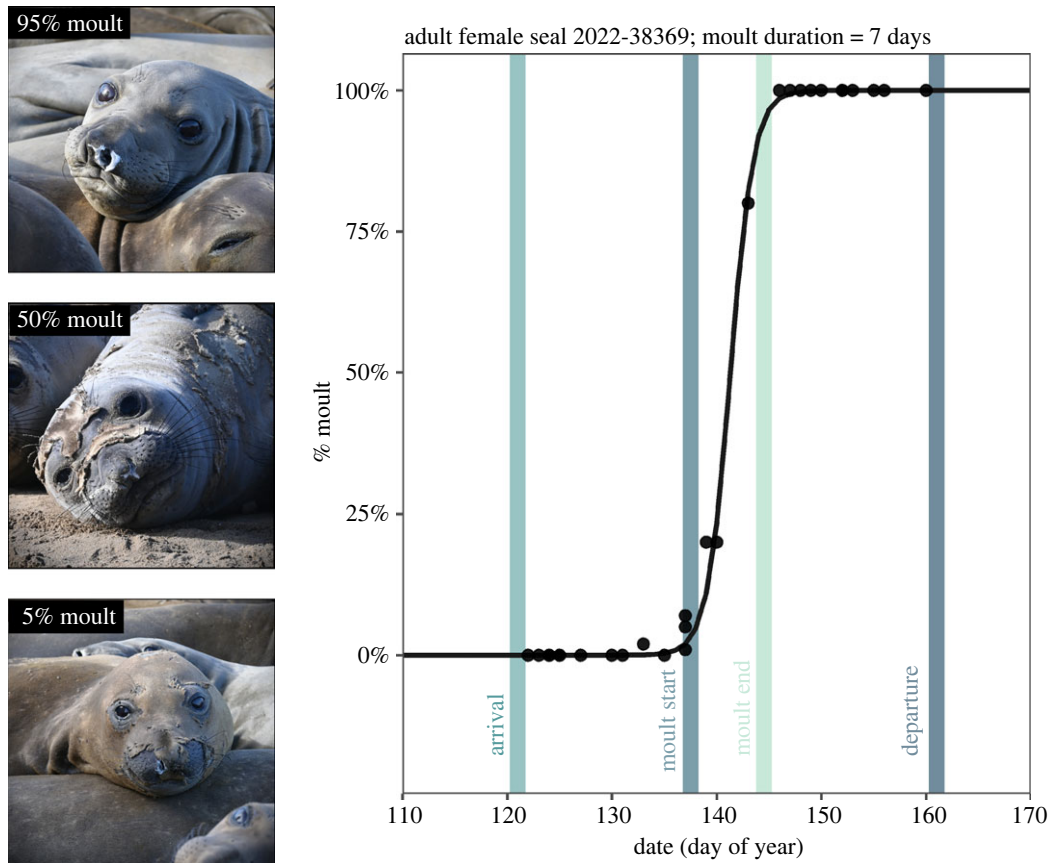 95% moult
50% moult
5% moult
adult female seal 2022-38369; moult duration = 7 days
100%
75%
50%
25%
0%
% moult
arrival
moult start
moult end
departure
110 120 130 140 150 160 170
date (day of year)